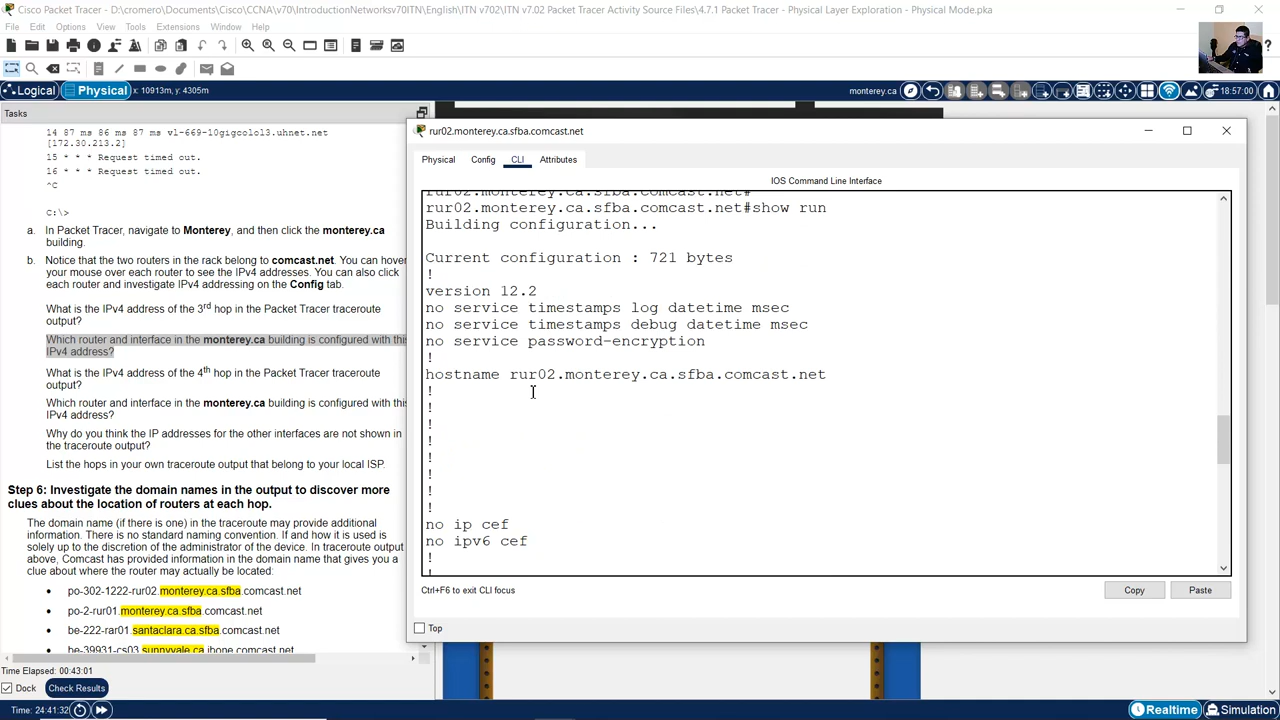 Cisco Packet Tracer - D:\cromero\Documents\Cisco\CCNA\v70\IntroductionNetworksv70ITN\English\ITN v702\ITN v7.02 Packet Tracer Activity Source Files\4.7.1 Packet Tracer - Physical Layer Exploration - Physical Mode.pka
File Edit Options View Tools Extensions Window Help
Logical Physical x: 10913m, y: 4305m monterey.ca 18:57:00
Tasks
14 87 ms 86 ms 87 ms vl-669-10gigcolo13.uhnet.net
[172.30.213.2]
15 * * * Request timed out.
16 * * * Request timed out.
^C
C:\>
a. In Packet Tracer, navigate to Monterey, and then click the monterey.ca
building.
b. Notice that the two routers in the rack belong to comcast.net. You can hover
your mouse over each router to see the IPv4 addresses. You can also click
each router and investigate IPv4 addressing on the Config tab.
What is the IPv4 address of the 3rd hop in the Packet Tracer traceroute
output?
Which router and interface in the monterey.ca building is configured with this
IPv4 address?
What is the IPv4 address of the 4th hop in the Packet Tracer traceroute
output?
Which router and interface in the monterey.ca building is configured with this
IPv4 address?
Why do you think the IP addresses for the other interfaces are not shown in
the traceroute output?
List the hops in your own traceroute output that belong to your local ISP.
Step 6: Investigate the domain names in the output to discover more
clues about the location of routers at each hop.
The domain name (if there is one) in the traceroute may provide additional
information. There is no standard naming convention. If and how it is used is
solely up to the discretion of the administrator of the device. In traceroute output
above, Comcast has provided information in the domain name that gives you a
clue about where the router may actually be located:
• po-302-1222-rur02.monterey.ca.sfba.comcast.net
• po-2-rur01.monterey.ca.sfba.comcast.net
• be-222-rar01.santaclara.ca.sfba.comcast.net
• be-39931-cs03.sunnyvale.ca.ibone.comcast.net
Time Elapsed: 00:43:01
Dock Check Results
Time: 24:41:32
Realtime Simulation
rur02.monterey.ca.sfba.comcast.net
Physical Config CLI Attributes
IOS Command Line Interface
rur02.monterey.ca.sfba.comcast.net#
rur02.monterey.ca.sfba.comcast.net#show run
Building configuration...
Current configuration : 721 bytes
!
version 12.2
no service timestamps log datetime msec
no service timestamps debug datetime msec
no service password-encryption
!
hostname rur02.monterey.ca.sfba.comcast.net
!
!
!
!
!
!
!
!
no ip cef
no ipv6 cef
!
!
Ctrl+F6 to exit CLI focus
Copy Paste
Top